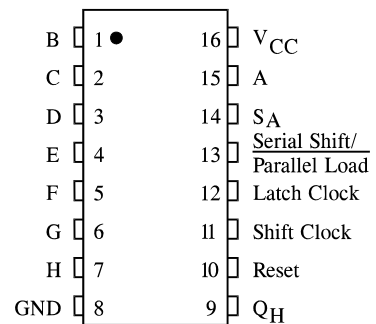 B 1 16 VCC
C 2 15 A
D 3 14 SA
E 4 13 Serial Shift/
Parallel Load
F 5 12 Latch Clock
G 6 11 Shift Clock
H 7 10 Reset
GND 8 9 QH